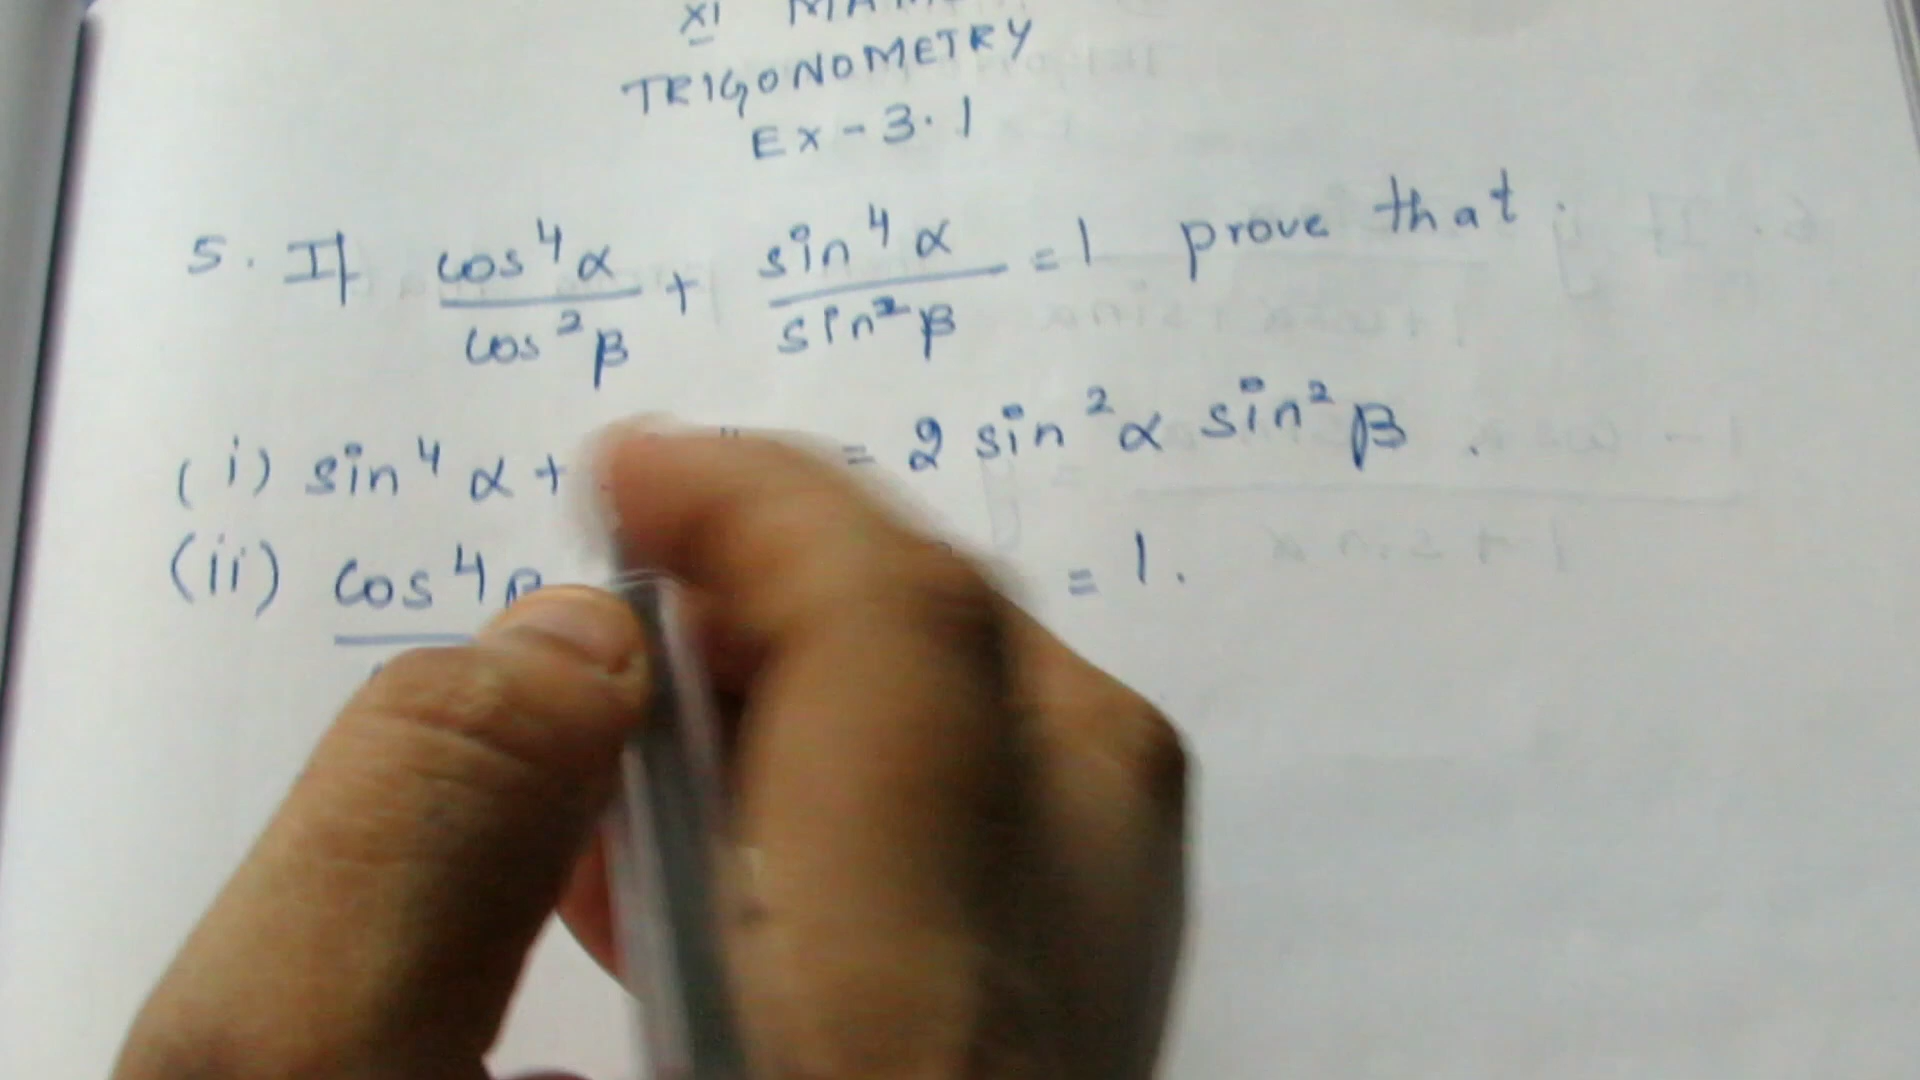 XI
TRIGONOMETRY
Ex - 3.1
5. If cos⁴α/cos²β + sin⁴α/sin²β = 1 prove that
(i) sin⁴α + = 2 sin²α sin²β.
(ii) cos⁴β = 1.